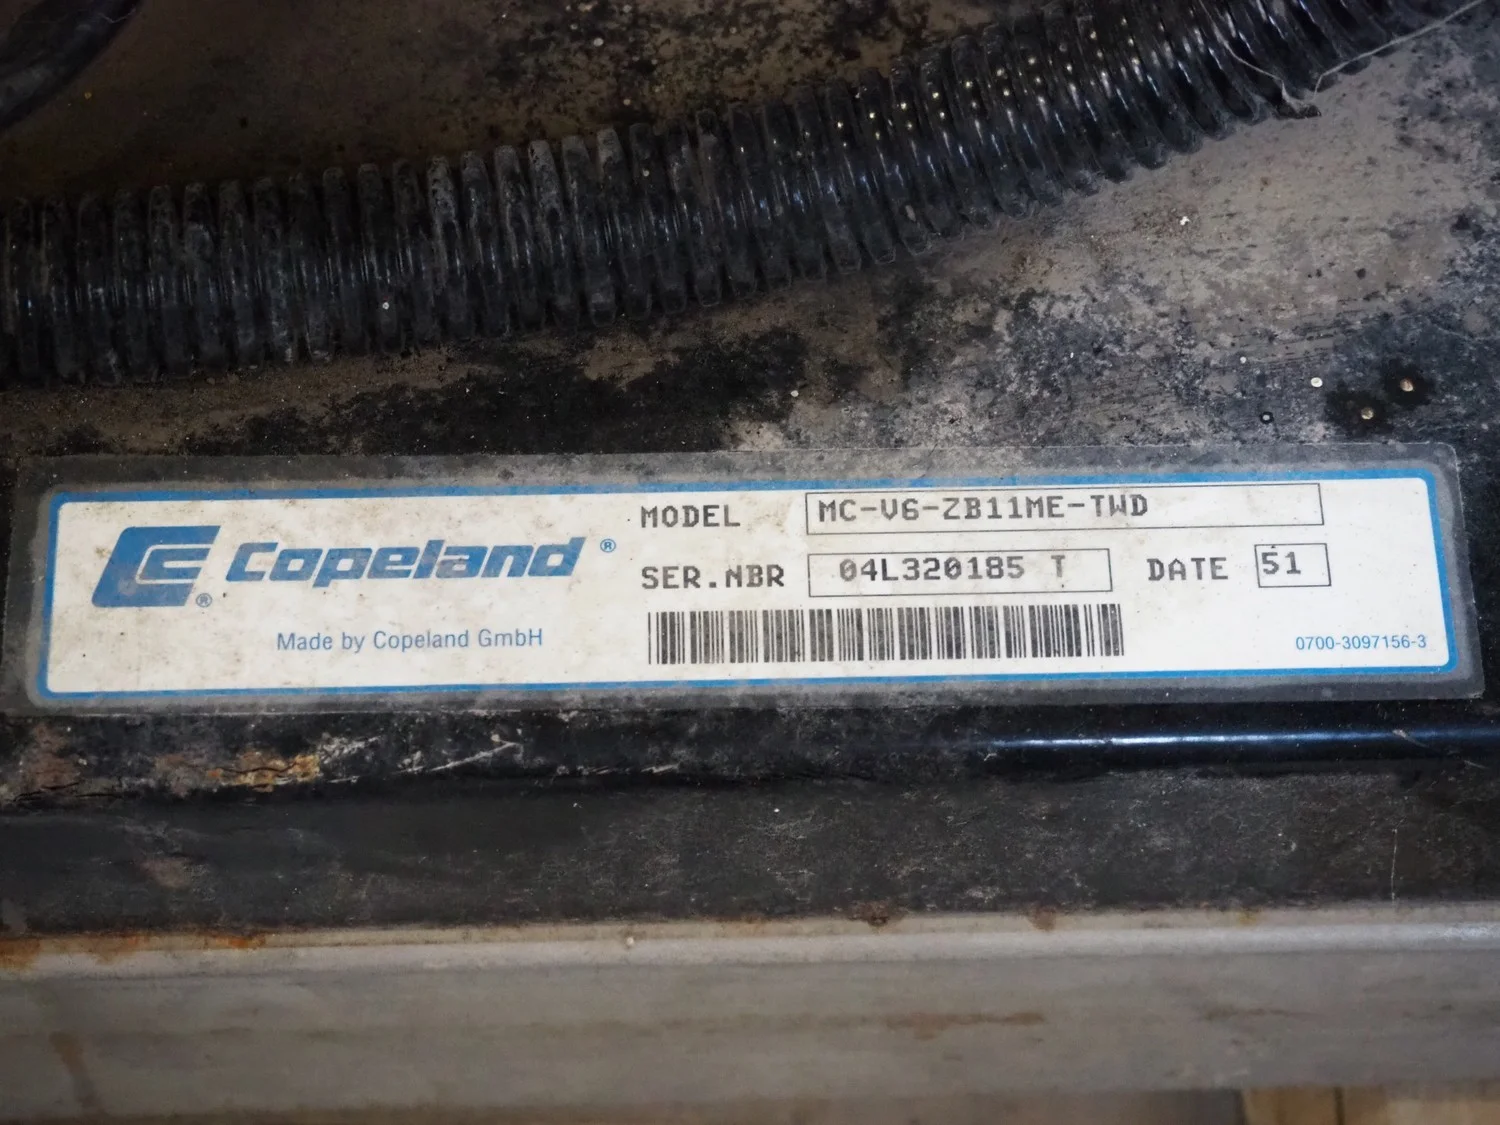 Copeland®
®
Made by Copeland GmbH
MODEL MC-V6-ZB11ME-TWD
SER.NBR 04L320185 T DATE 51
0700-3097156-3